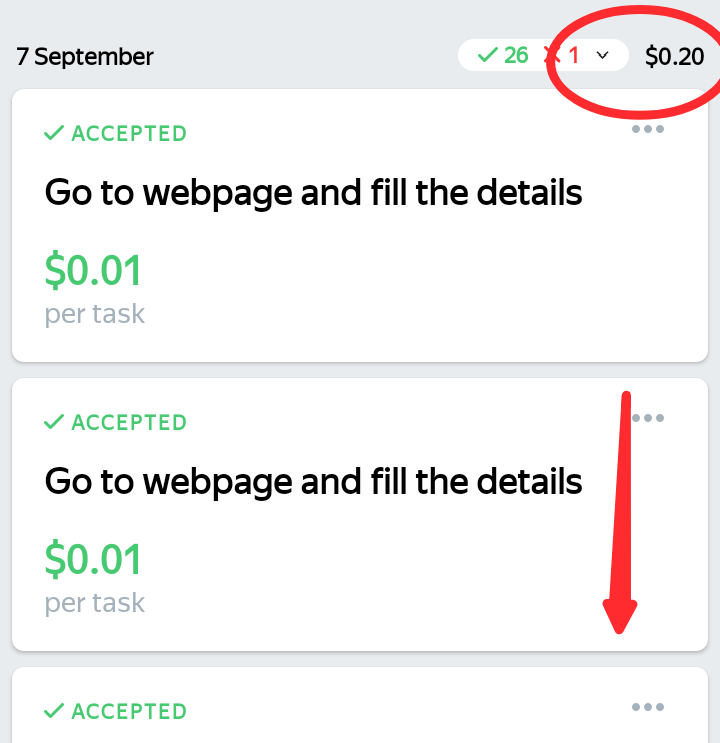 7 September 26 1 $0.20
ACCEPTED
Go to webpage and fill the details
$0.01
per task
ACCEPTED
Go to webpage and fill the details
$0.01
per task
ACCEPTED